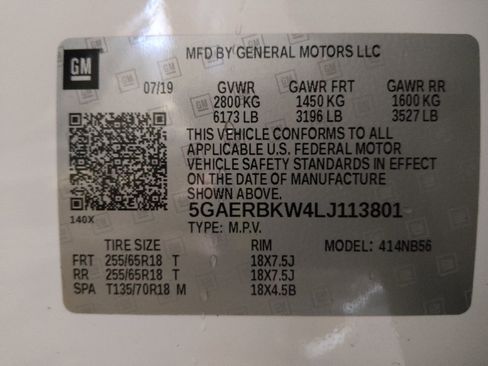 GM
MFD BY GENERAL MOTORS LLC
07/19 GVWR GAWR FRT GAWR RR
2800 KG 1450 KG 1600 KG
6173 LB 3196 LB 3527 LB
THIS VEHICLE CONFORMS TO ALL
APPLICABLE U.S. FEDERAL MOTOR
VEHICLE SAFETY STANDARDS IN EFFECT
ON THE DATE OF MANUFACTURE
SHOWN ABOVE.
5GAERBKW4LJ113801
140X TYPE: M.P.V.
TIRE SIZE RIM MODEL: 414NB56
FRT 255/65R18 T 18X7.5J
RR 255/65R18 T 18X7.5J
SPA T135/70R18 M 18X4.5B